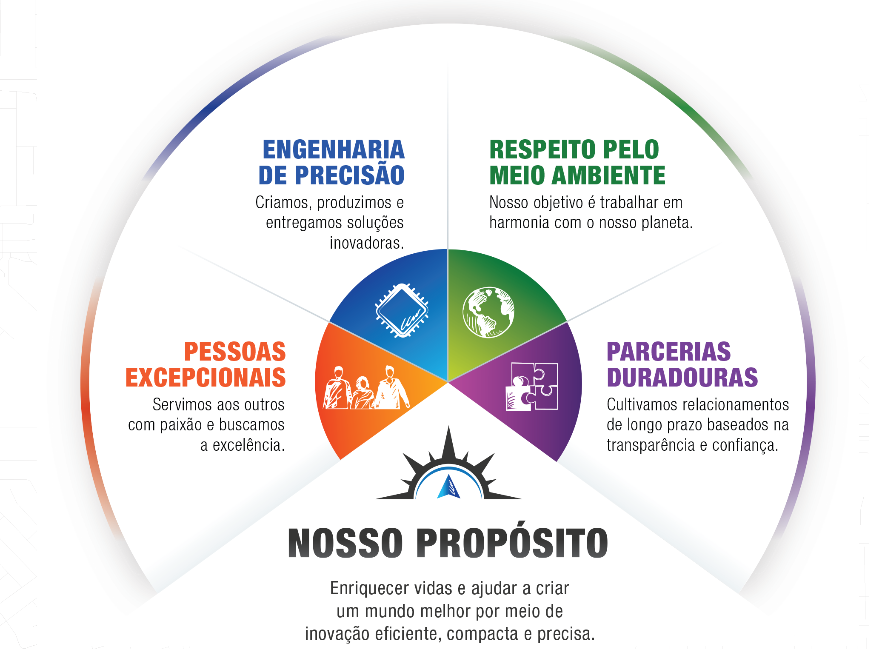 ENGENHARIA
DE PRECISÃO
Criamos, produzimos e
entregamos soluções
inovadoras.
RESPEITO PELO
MEIO AMBIENTE
Nosso objetivo é trabalhar em
harmonia com o nosso planeta.
PESSOAS
EXCEPCIONAIS
Servimos aos outros
com paixão e buscamos
a excelência.
PARCERIAS
DURADOURAS
Cultivamos relacionamentos
de longo prazo baseados na
transparência e confiança.
NOSSO PROPÓSITO
Enriquecer vidas e ajudar a criar
um mundo melhor por meio de
inovação eficiente, compacta e precisa.